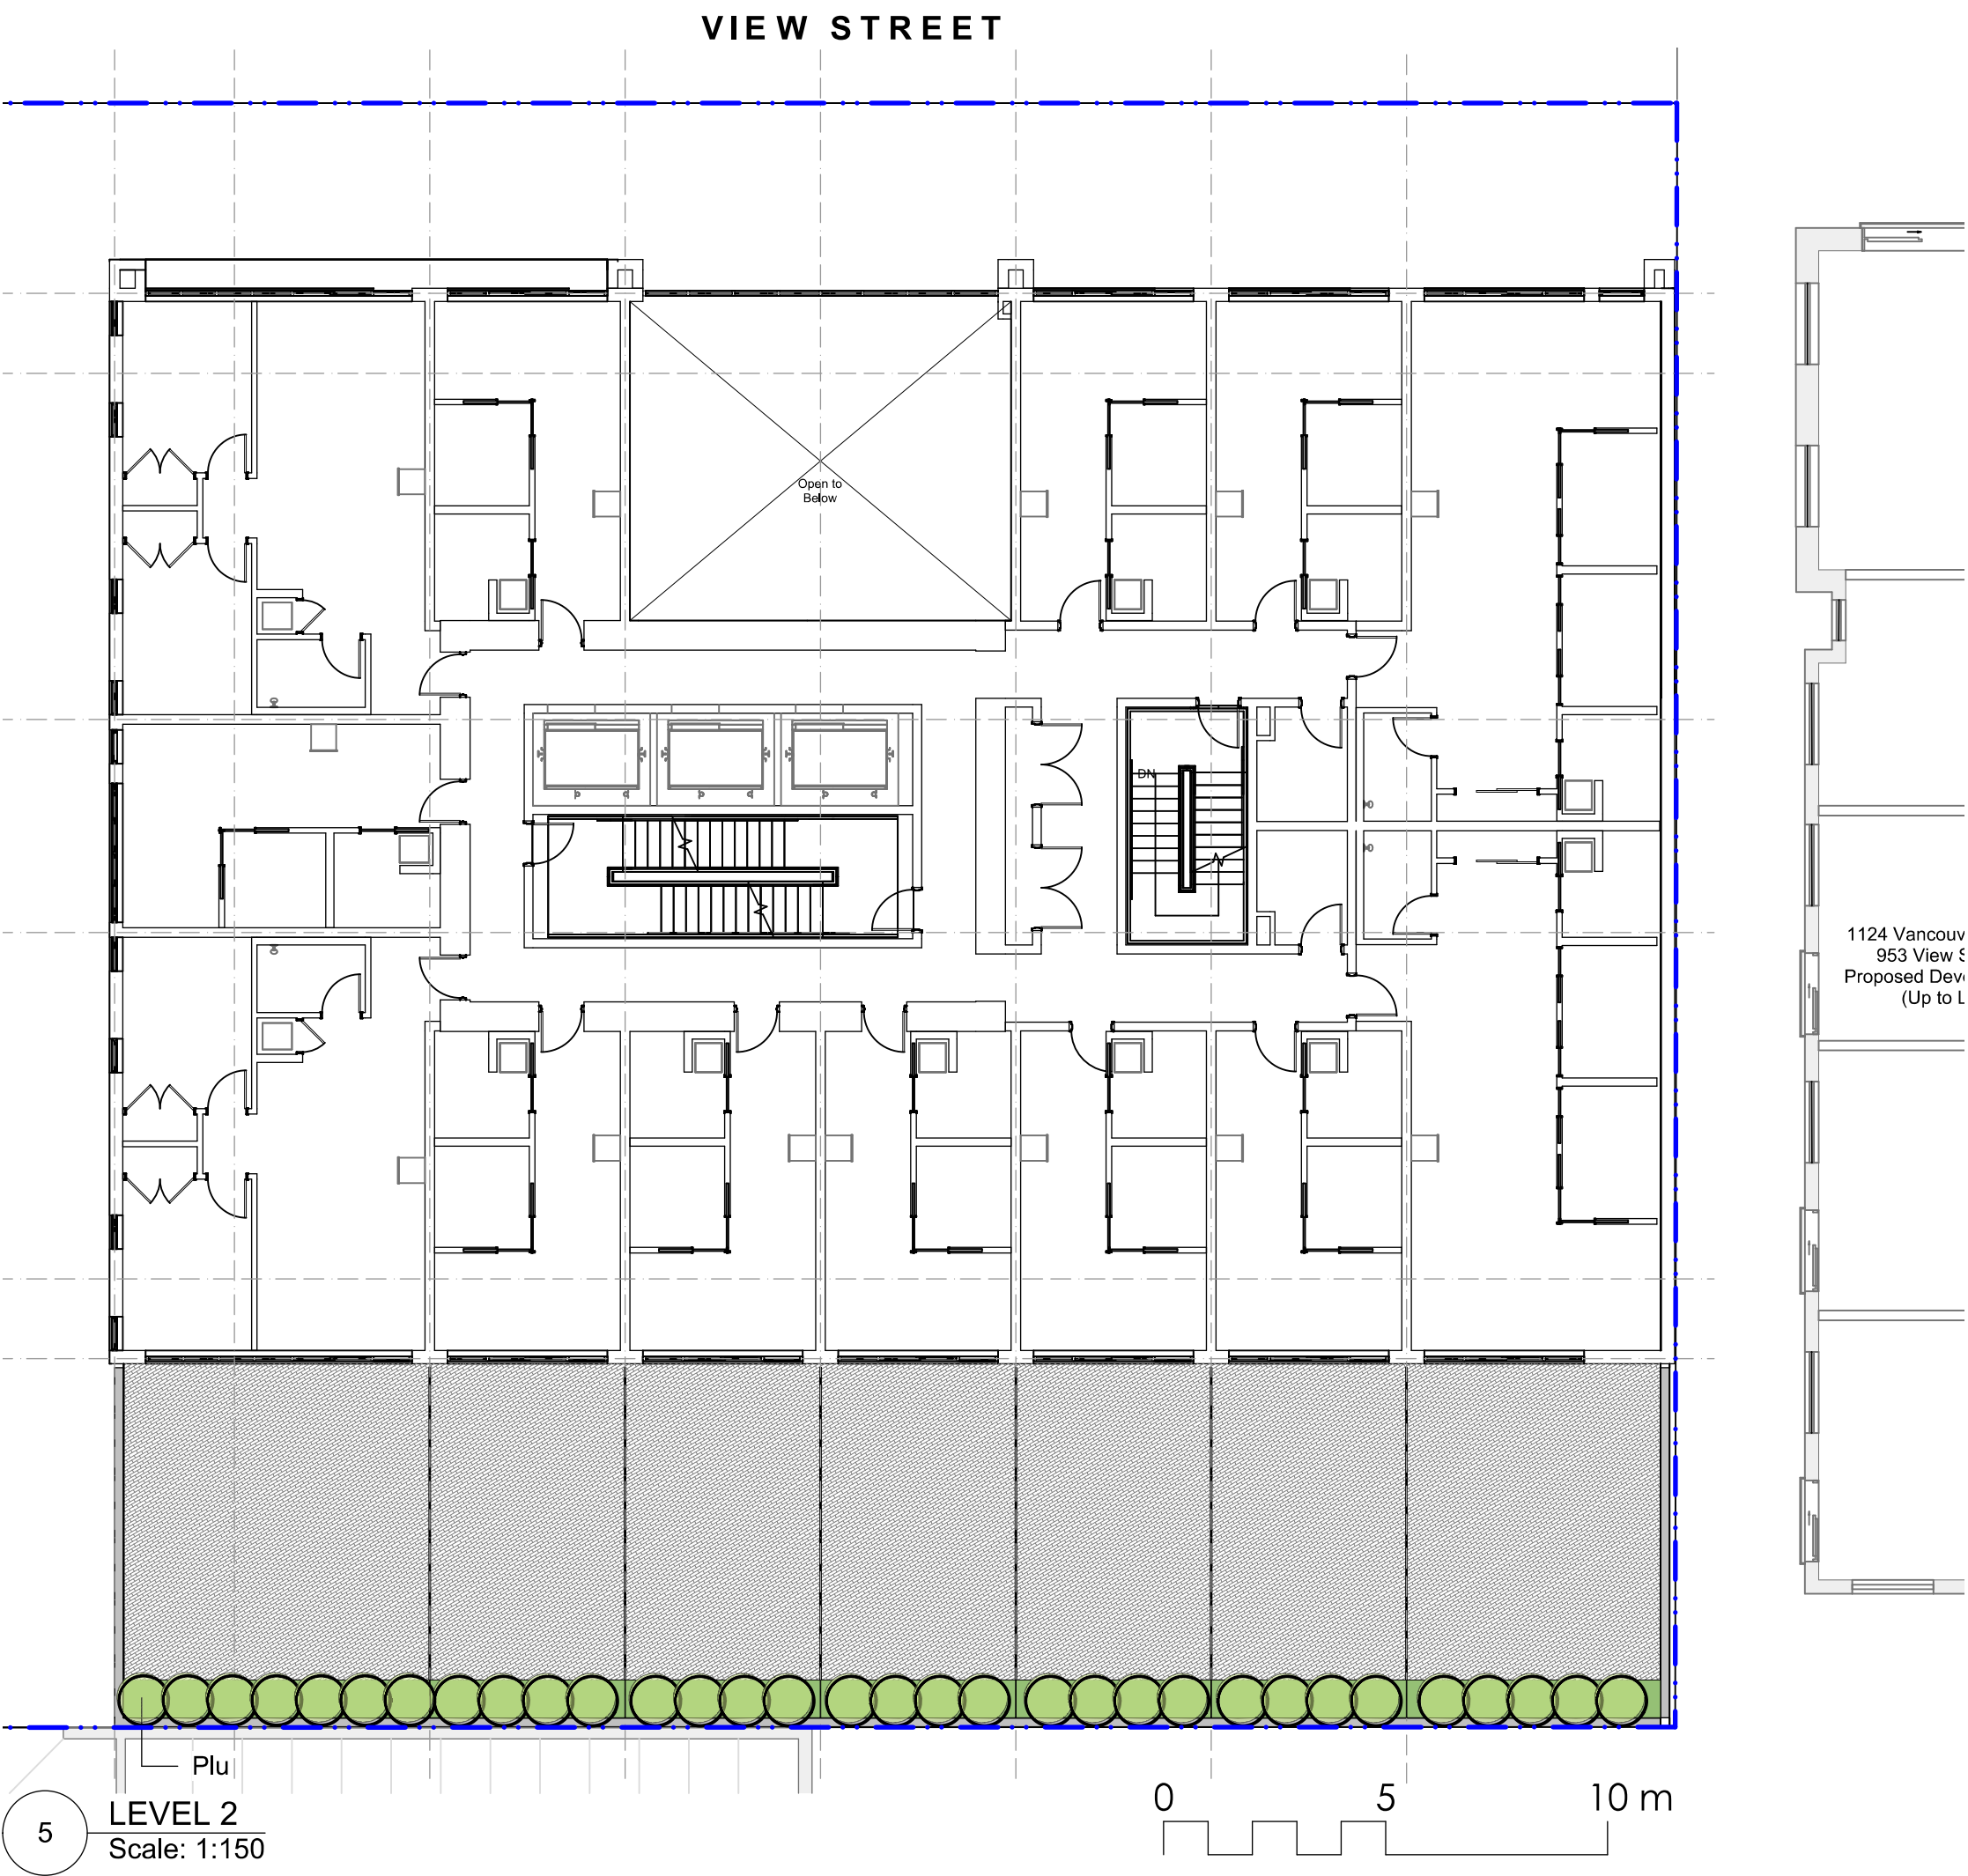 VIEW STREET
Open to
Below
DN
1124 Vancouv
953 View S
Proposed Deve
(Up to L
Plu
5
LEVEL 2
Scale: 1:150
0 5 10 m